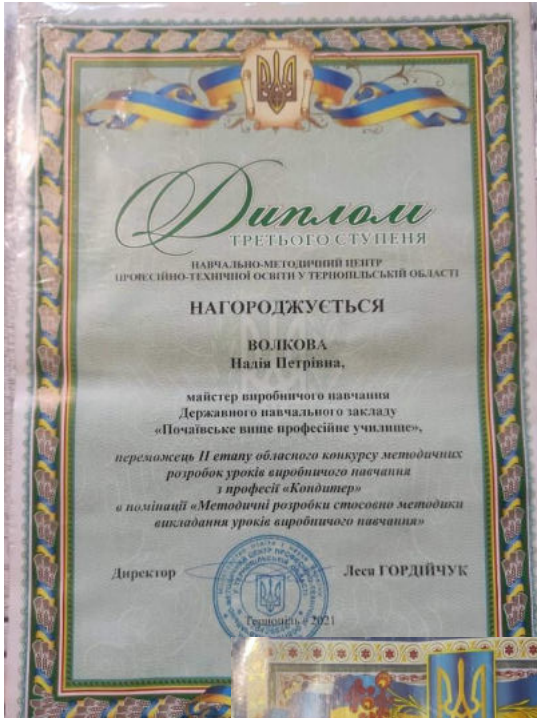 Диплом
ТРЕТЬОГО СТУПЕНЯ
НАВЧАЛЬНО-МЕТОДИЧНИЙ ЦЕНТР
ПРОФЕСІЙНО-ТЕХНІЧНОЇ ОСВІТИ У ТЕРНОПІЛЬСЬКІЙ ОБЛАСТІ
НАГОРОДЖУЄТЬСЯ
ВОЛКОВА
Надія Петрівна,
майстер виробничого навчання
Державного навчального закладу
«Почаївське вище професійне училище»,
переможець ІІ етапу обласного конкурсу методичних
розробок уроків виробничого навчання
з професії «Кондитер»
в номінації «Методичні розробки стосовно методики
викладання уроків виробничого навчання»
Директор Леся ГОРДІЙЧУК
Тернопіль - 2021